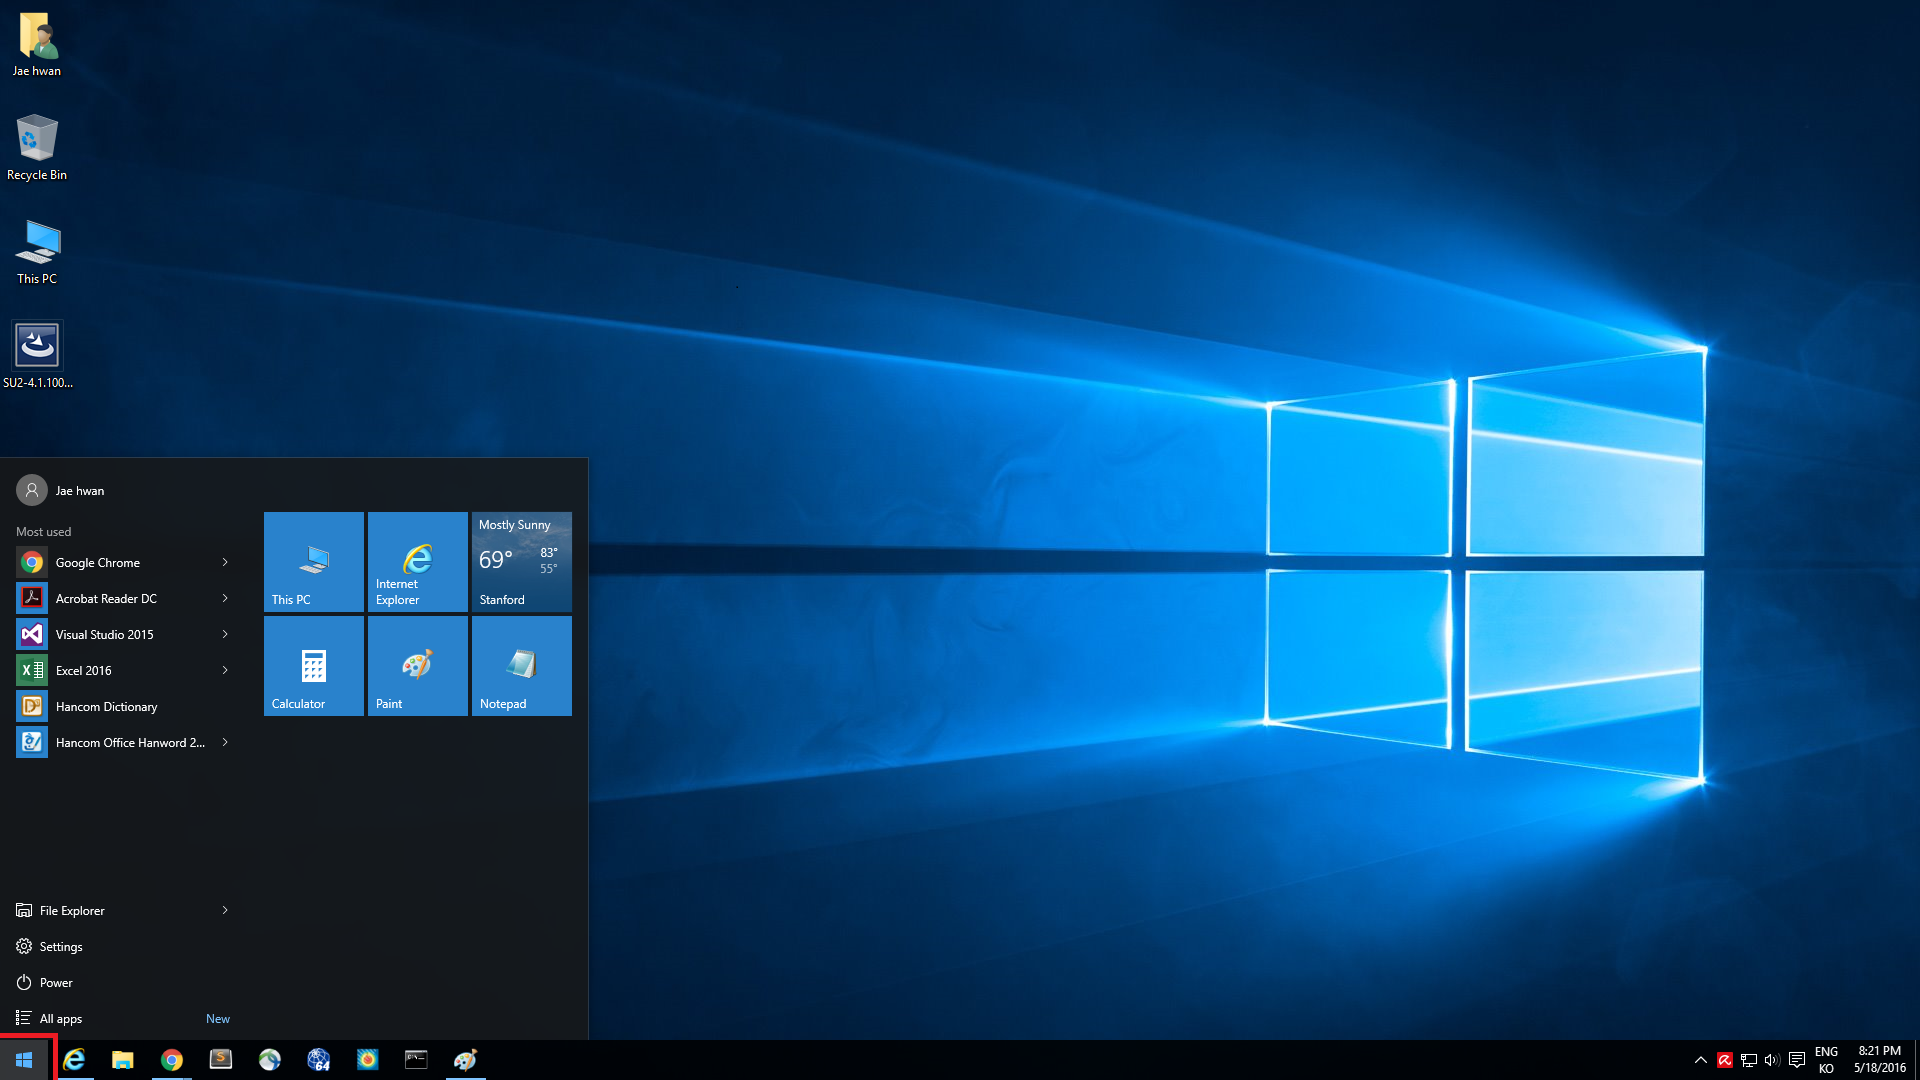 Jae hwan
Recycle Bin
This PC
SU2-4.1.100...
Jae hwan
Most used
Google Chrome
Acrobat Reader DC
Visual Studio 2015
Excel 2016
Hancom Dictionary
Hancom Office Hanword 2...
File Explorer
Settings
Power
All apps
New
This PC
Internet
Explorer
Mostly Sunny
69°
83°
55°
Stanford
Calculator
Paint
Notepad
64
ENG
KO
8:21 PM
5/18/2016